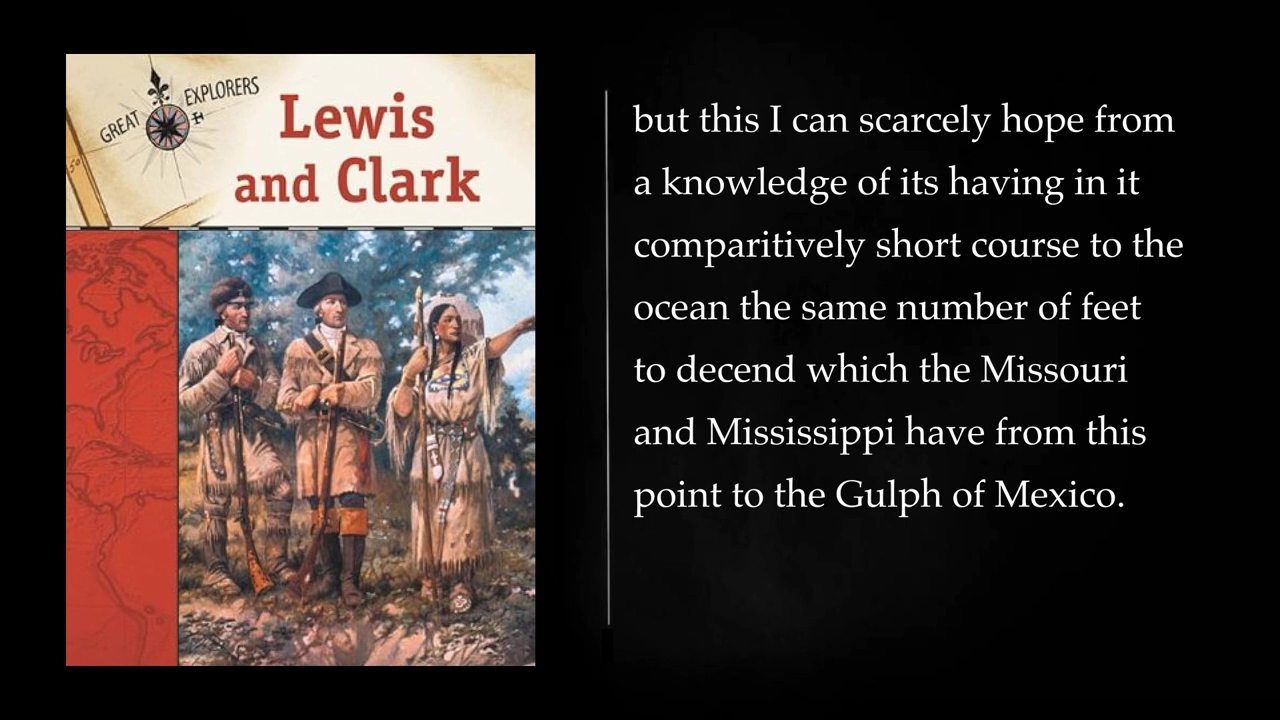 GREAT EXPLORERS
Lewis
and Clark
50
but this I can scarcely hope from
a knowledge of its having in it
comparitively short course to the
ocean the same number of feet
to decend which the Missouri
and Mississippi have from this
point to the Gulph of Mexico.